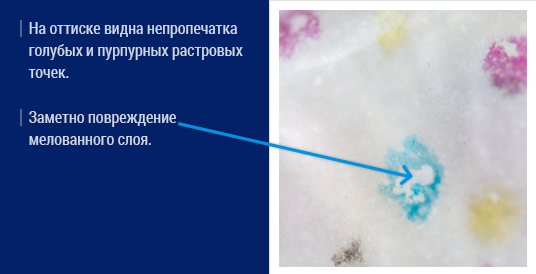 На оттиске видна непропечатка
голубых и пурпурных растровых
точек.
Заметно повреждение
мелованного слоя.